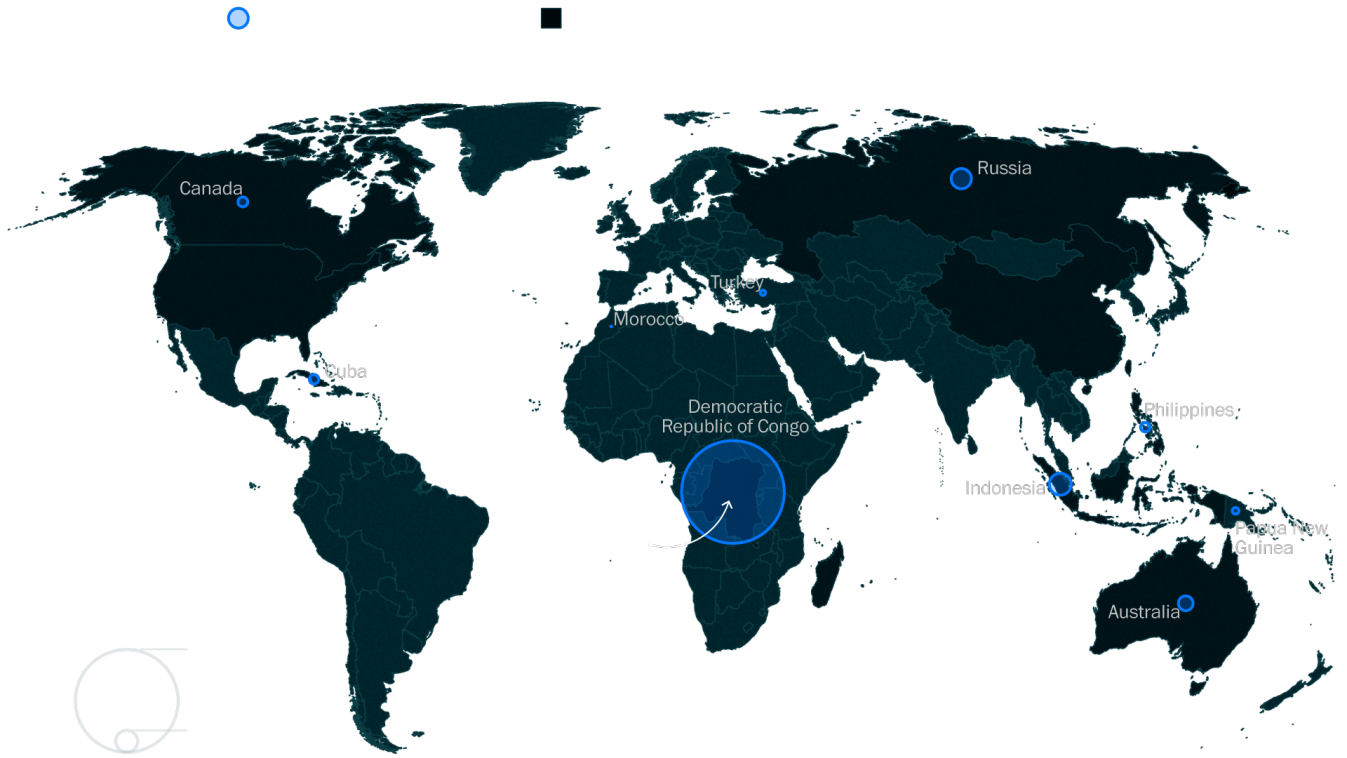 Russia
Canada
Turkey
Morocco
Cuba
Democratic
Republic of Congo
Philippines
Indonesia
Papua New
Guinea
Australia